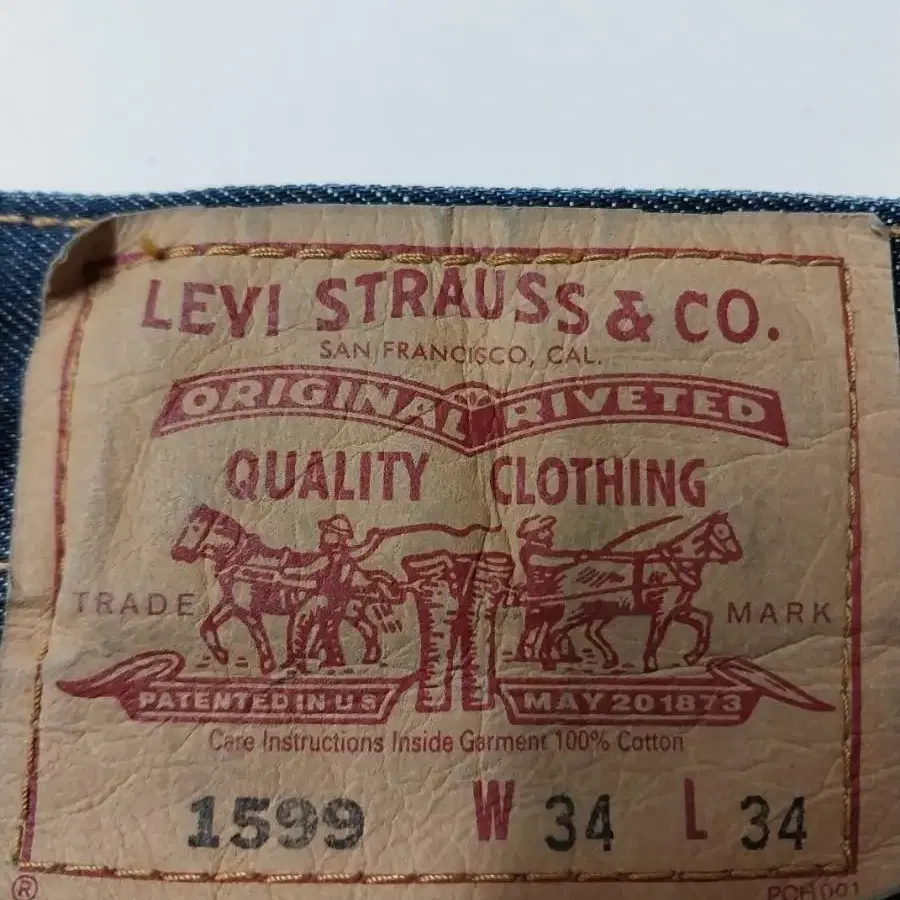 LEVI STRAUSS & CO.
SAN FRANCISCO, CAL.
ORIGINAL RIVETED
QUALITY CLOTHING
TRADE MARK
PATENTED IN U S MAY 20 1873
Care Instructions Inside Garment 100% Cotton
1599 W 34 L 34
® PCH 001